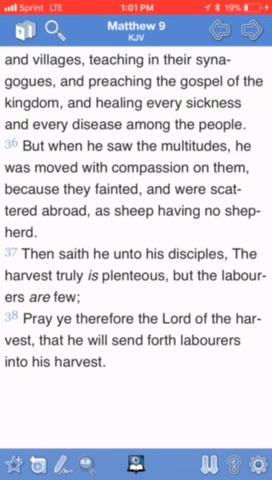 Sprint LTE 1:01 PM 19%
Matthew 9
KJV
and villages, teaching in their syna-
gogues, and preaching the gospel of the
kingdom, and healing every sickness
and every disease among the people.
36 But when he saw the multitudes, he
was moved with compassion on them,
because they fainted, and were scat-
tered abroad, as sheep having no shep-
herd.
37 Then saith he unto his disciples, The
harvest truly is plenteous, but the labour-
ers are few;
38 Pray ye therefore the Lord of the har-
vest, that he will send forth labourers
into his harvest.